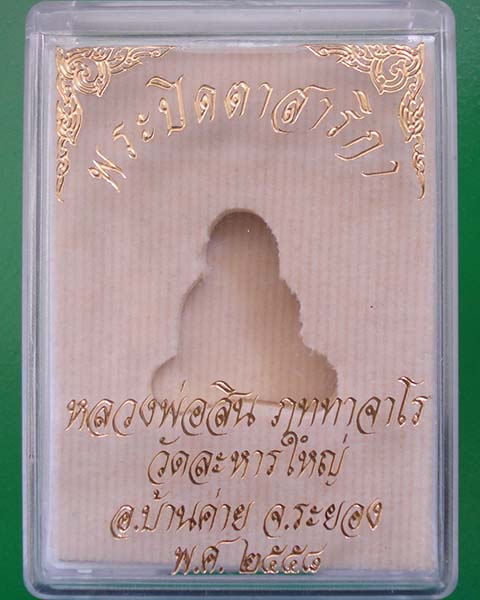 พระปิดตาสาริกา
หลวงพ่อสิน ภททาจาโร
วัดละหารใหญ่
อ.บ้านค่าย จ.ระยอง
พ.ศ. ๒๕๕๘